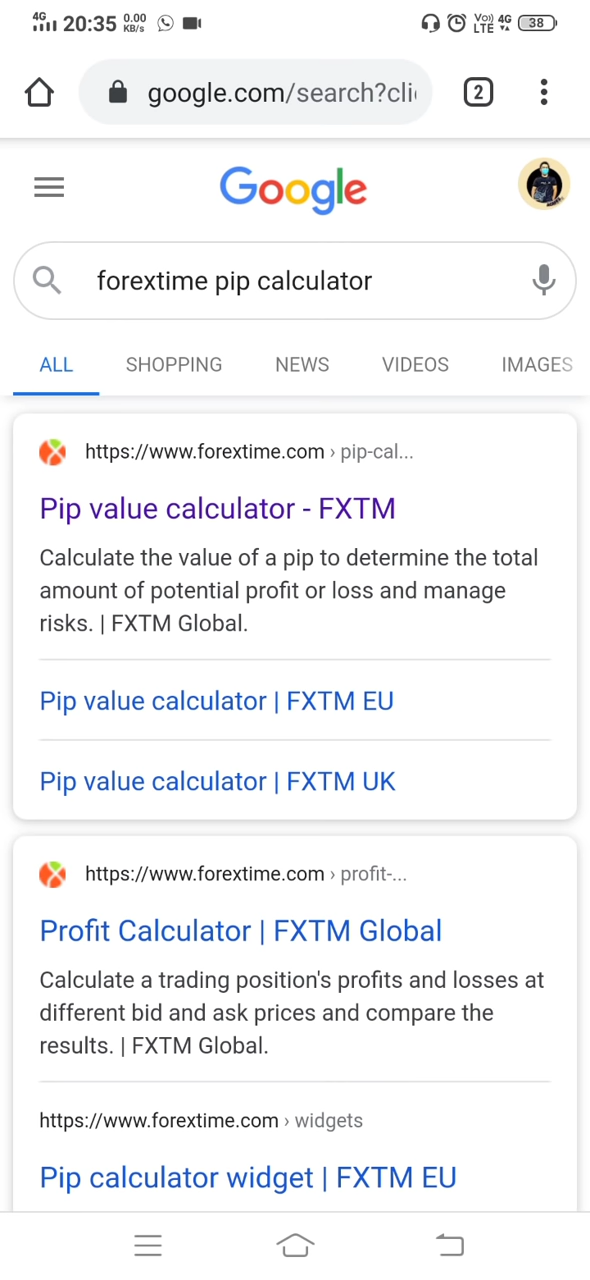 4G 20:35 0.00 KB/s Vo) LTE 4G 38
google.com/search?cli
2
Google
forextime pip calculator
ALL SHOPPING NEWS VIDEOS IMAGES
https://www.forextime.com › pip-cal...
Pip value calculator - FXTM
Calculate the value of a pip to determine the total
amount of potential profit or loss and manage
risks. | FXTM Global.
Pip value calculator | FXTM EU
Pip value calculator | FXTM UK
https://www.forextime.com › profit-...
Profit Calculator | FXTM Global
Calculate a trading position's profits and losses at
different bid and ask prices and compare the
results. | FXTM Global.
https://www.forextime.com › widgets
Pip calculator widget | FXTM EU